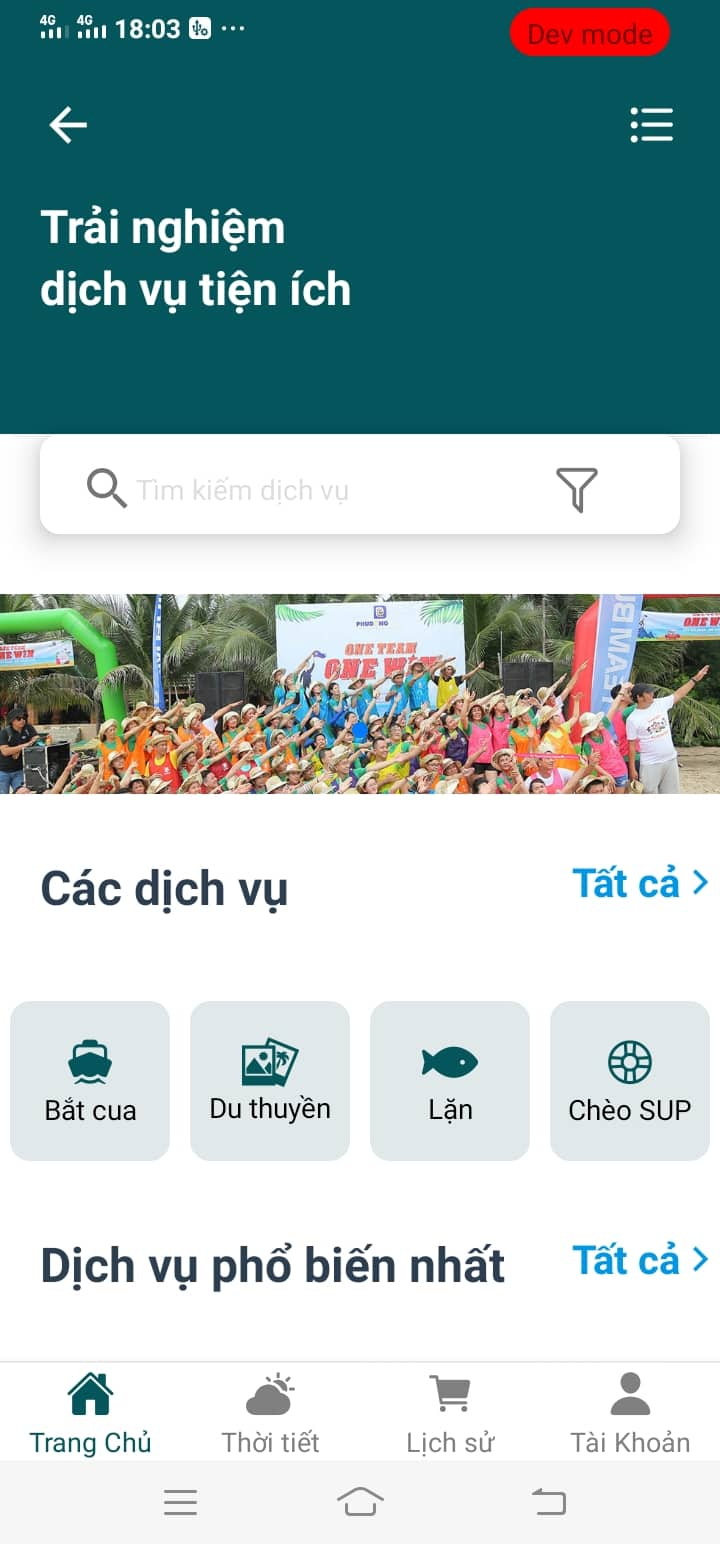 4G 4G 18:03 ...
Dev mode
Trải nghiệm
dịch vụ tiện ích
Tìm kiếm dịch vụ
ONE TEAM
ONE WIN
Các dịch vụ
Tất cả
Bắt cua
Du thuyền
Lặn
Chèo SUP
Dịch vụ phổ biến nhất
Tất cả
Trang Chủ
Thời tiết
Lịch sử
Tài Khoản